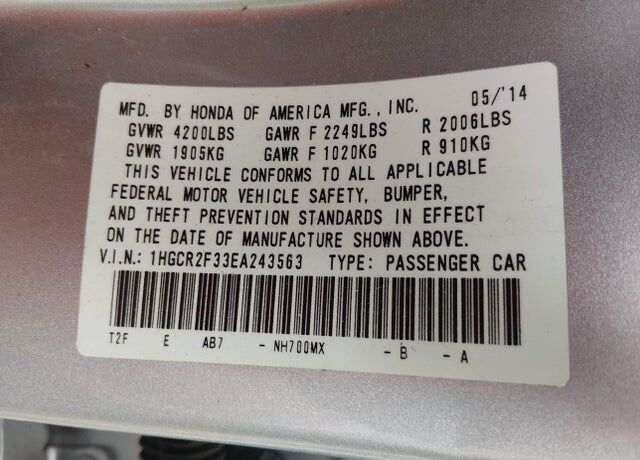 MFD. BY HONDA OF AMERICA MFG., INC. 05/'14
GVWR 4200LBS GAWR F 2249LBS R 2006LBS
GVWR 1905KG GAWR F 1020KG R 910KG
THIS VEHICLE CONFORMS TO ALL APPLICABLE
FEDERAL MOTOR VEHICLE SAFETY, BUMPER,
AND THEFT PREVENTION STANDARDS IN EFFECT
ON THE DATE OF MANUFACTURE SHOWN ABOVE.
V.I.N.: 1HGCR2F33EA243563 TYPE: PASSENGER CAR
T2F E AB7 - NH700MX - B - A